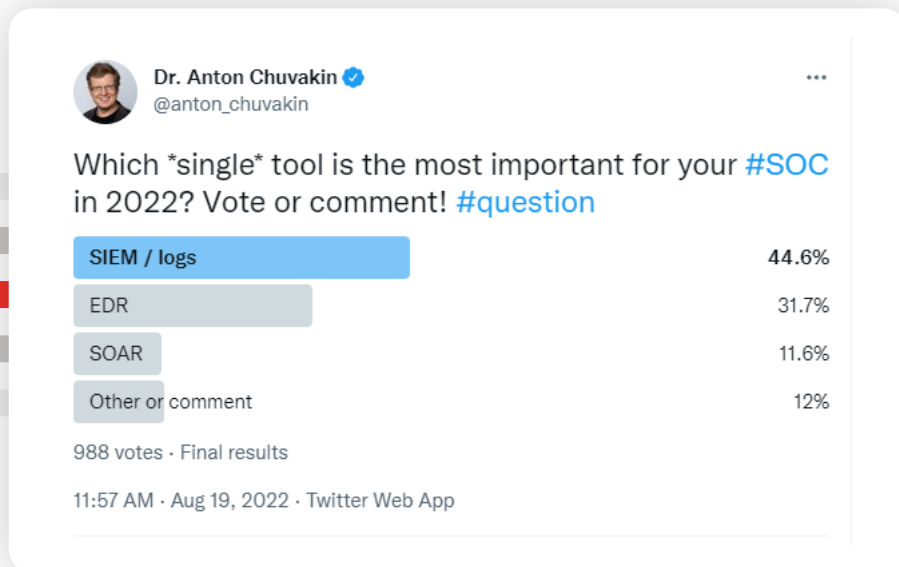 Dr. Anton Chuvakin
@anton_chuvakin
Which *single* tool is the most important for your #SOC
in 2022? Vote or comment! #question
SIEM / logs 44.6%
EDR 31.7%
SOAR 11.6%
Other or comment 12%
988 votes · Final results
11:57 AM · Aug 19, 2022 · Twitter Web App